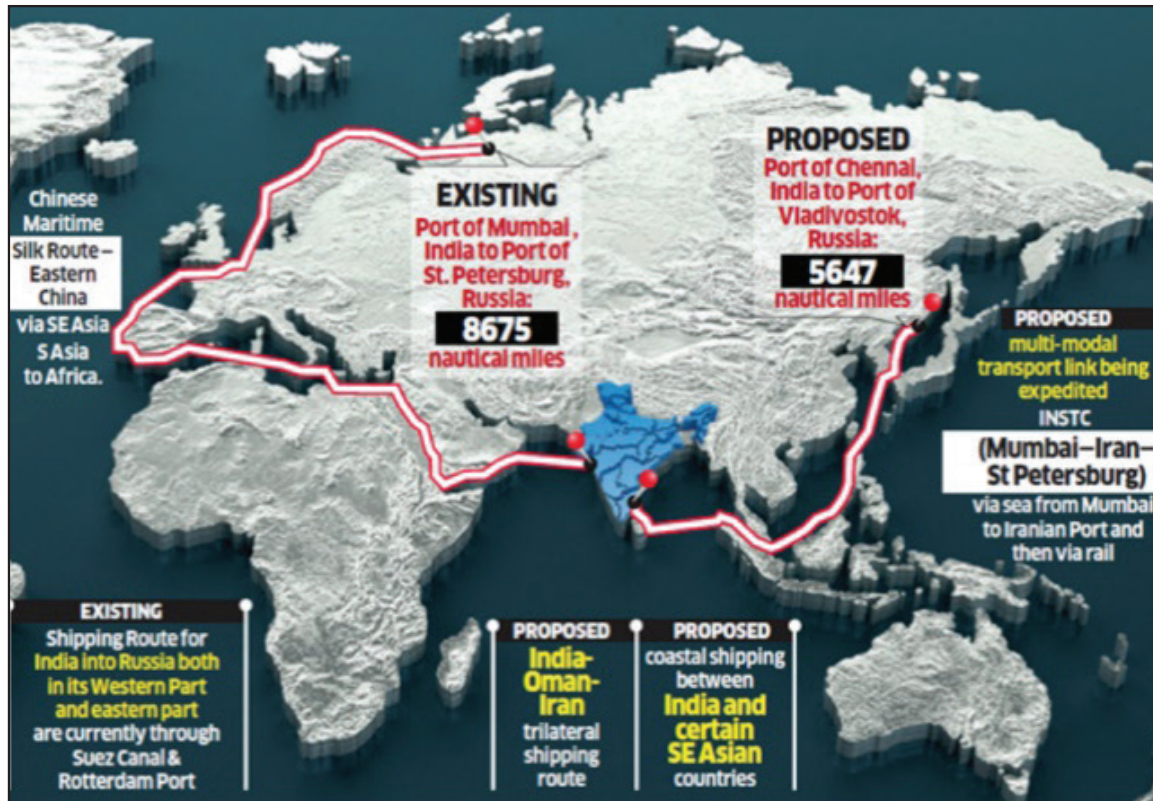 Chinese
Maritime
Silk Route –
Eastern
China
via SE Asia
S Asia
to Africa.
EXISTING
Port of Mumbai,
India to Port of
St. Petersburg,
Russia:
8675
nautical miles
PROPOSED
Port of Chennai,
India to Port of
Vladivostok,
Russia:
5647
nautical miles
PROPOSED
multi-modal
transport link being
expedited
INSTC
(Mumbai–Iran–
St Petersburg)
via sea from Mumbai
to Iranian Port and
then via rail
EXISTING
Shipping Route for
India into Russia both
in its Western Part
and eastern part
are currently through
Suez Canal &
Rotterdam Port
PROPOSED
India-
Oman-
Iran
trilateral
shipping
route
PROPOSED
coastal shipping
between
India and
certain
SE Asian
countries